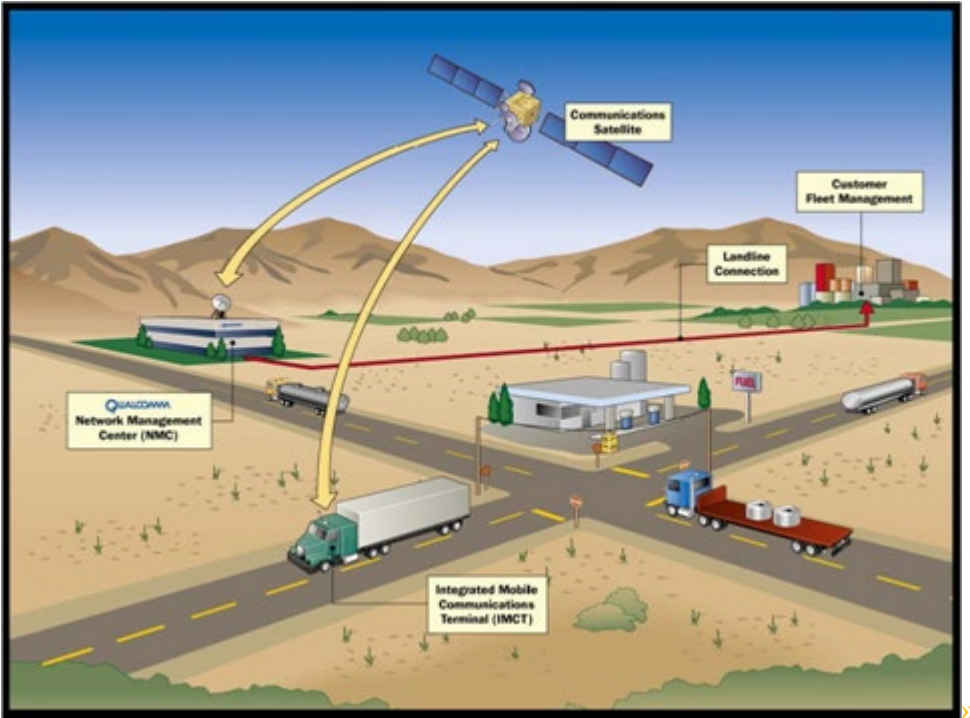 Communications
Satellite
Customer
Fleet Management
Landline
Connection
QUALCOMM
Network Management
Center (NMC)
FUEL
Integrated Mobile
Communications
Terminal (IMCT)